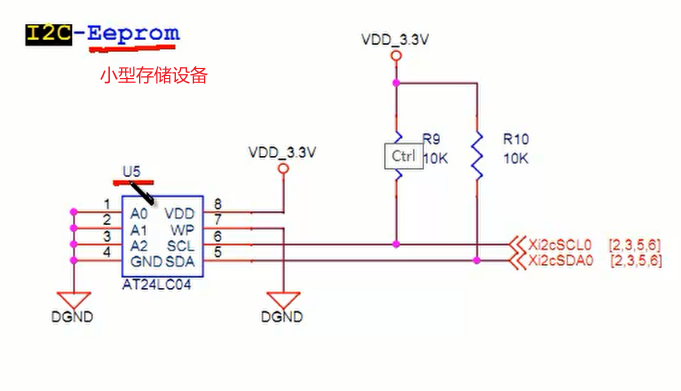 I2C-Eeprom
小型存储设备
VDD_3.3V
R9
10K
R10
10K
Ctrl
VDD_3.3V
U5
1 A0 VDD 8
2 A1 WP 7
3 A2 SCL 6
4 GND SDA 5
AT24LC04
Xi2cSCL0 [2,3,5,6]
Xi2cSDA0 [2,3,5,6]
DGND
DGND